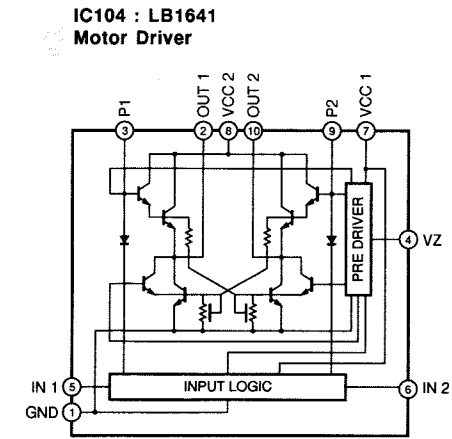 IC104 : LB1641
Motor Driver
P1
OUT 1
VCC 2
OUT 2
P2
VCC 1
3
2
8
10
9
7
PRE DRIVER
4
VZ
IN 1
5
INPUT LOGIC
6
IN 2
GND
1